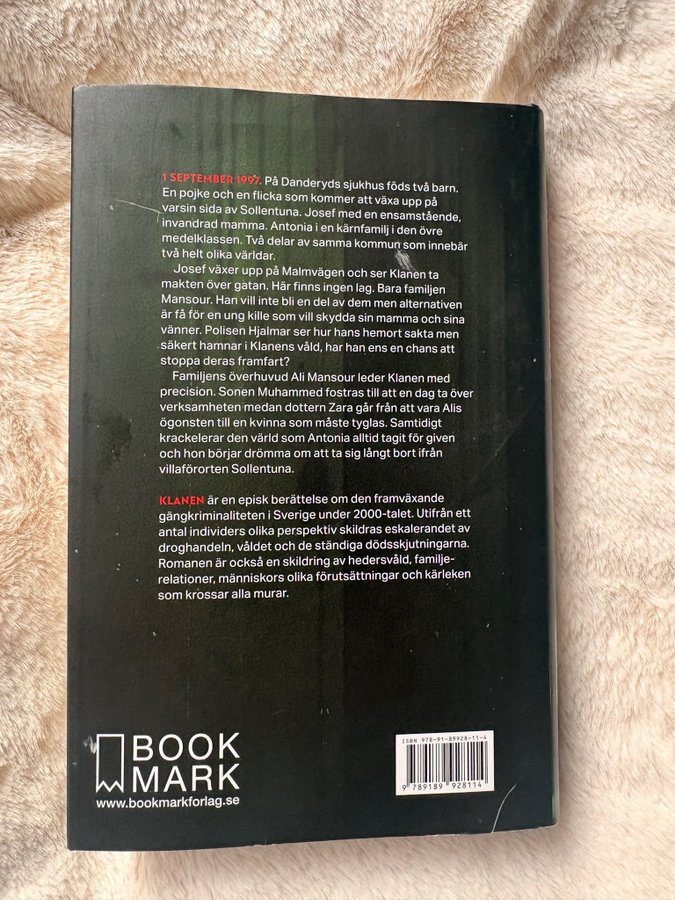 1 SEPTEMBER 1997. På Danderyds sjukhus föds två barn.
En pojke och en flicka som kommer att växa upp på
varsin sida av Sollentuna. Josef med en ensamstående,
invandrad mamma. Antonia i en kärnfamilj i den övre
medelklassen. Två delar av samma kommun som innebär
två helt olika världar.
Josef växer upp på Malmvägen och ser Klanen ta
makten över gatan. Här finns ingen lag. Bara familjen
Mansour. Han vill inte bli en del av dem men alternativen
är få för en ung kille som vill skydda sin mamma och sina
vänner. Polisen Hjalmar ser hur hans hemort sakta men
säkert hamnar i Klanens våld, har han ens en chans att
stoppa deras framfart?
Familjens överhuvud Ali Mansour leder Klanen med
precision. Sonen Muhammed fostras till att en dag ta över
verksamheten medan dottern Zara går från att vara Alis
ögonsten till en kvinna som måste tyglas. Samtidigt
krackelerar den värld som Antonia alltid tagit för given
och hon börjar drömma om att ta sig långt bort ifrån
villaförorten Sollentuna.
KLANEN är en episk berättelse om den framväxande
gängkriminaliteten i Sverige under 2000-talet. Utifrån ett
antal individers olika perspektiv skildras eskalerandet av
droghandeln, våldet och de ständiga dödsskjutningarna.
Romanen är också en skildring av hedersvåld, familje-
relationer, människors olika förutsättningar och kärleken
som krossar alla murar.
BOOK
MARK
www.bookmarkforlag.se
ISBN 978-91-89928-11-4
9 789189 928114